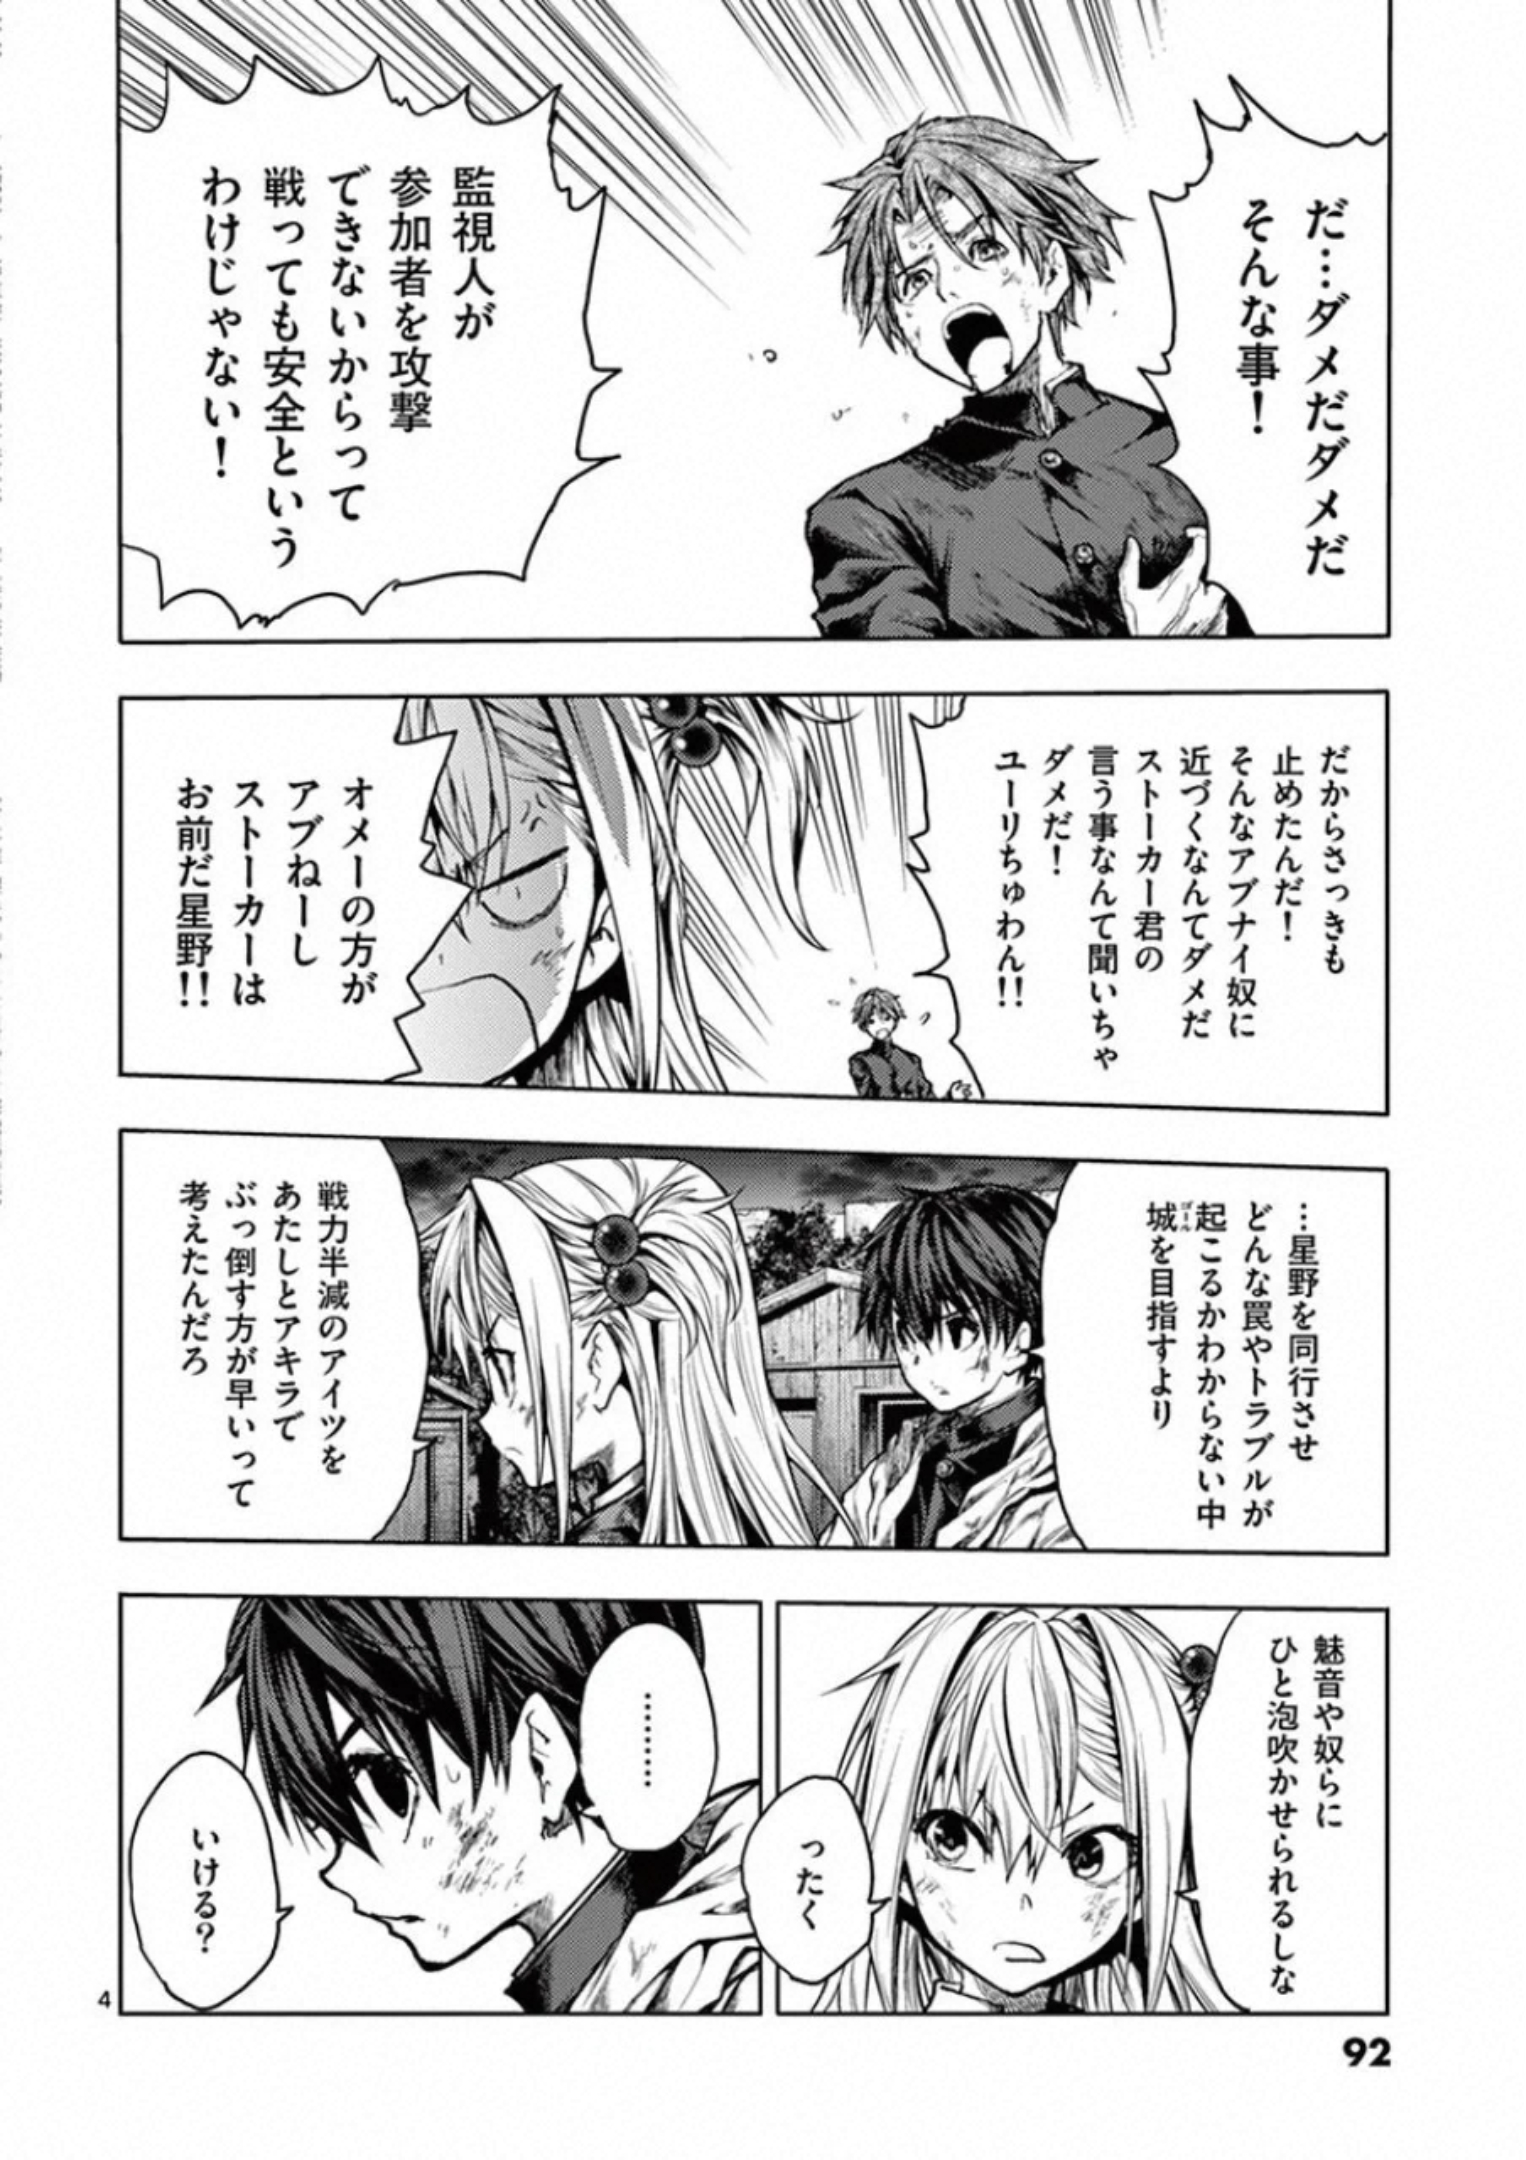 だ…ダメだダメだ
そんな事！
監視人が
参加者を攻撃
できないからって
戦っても安全という
わけじゃない！
だからさっきも
止めたんだ！
そんなアブナイ奴に
近づくなんてダメだ
ストーカー君の
言う事なんて聞いちゃ
ダメだ！
ユーリちゅわん！！
オメーの方が
アブねーし
ストーカーは
お前だ星野！！
…星野を同行させ
どんな罠やトラブルが
起こるかわからない中
ゴール
城を目指すより
戦力半減のアイツを
あたしとアキラで
ぶっ倒す方が早いって
考えたんだろ
魅音や奴らに
ひと泡吹かせられるしな
ったく
………
いける？
4
92